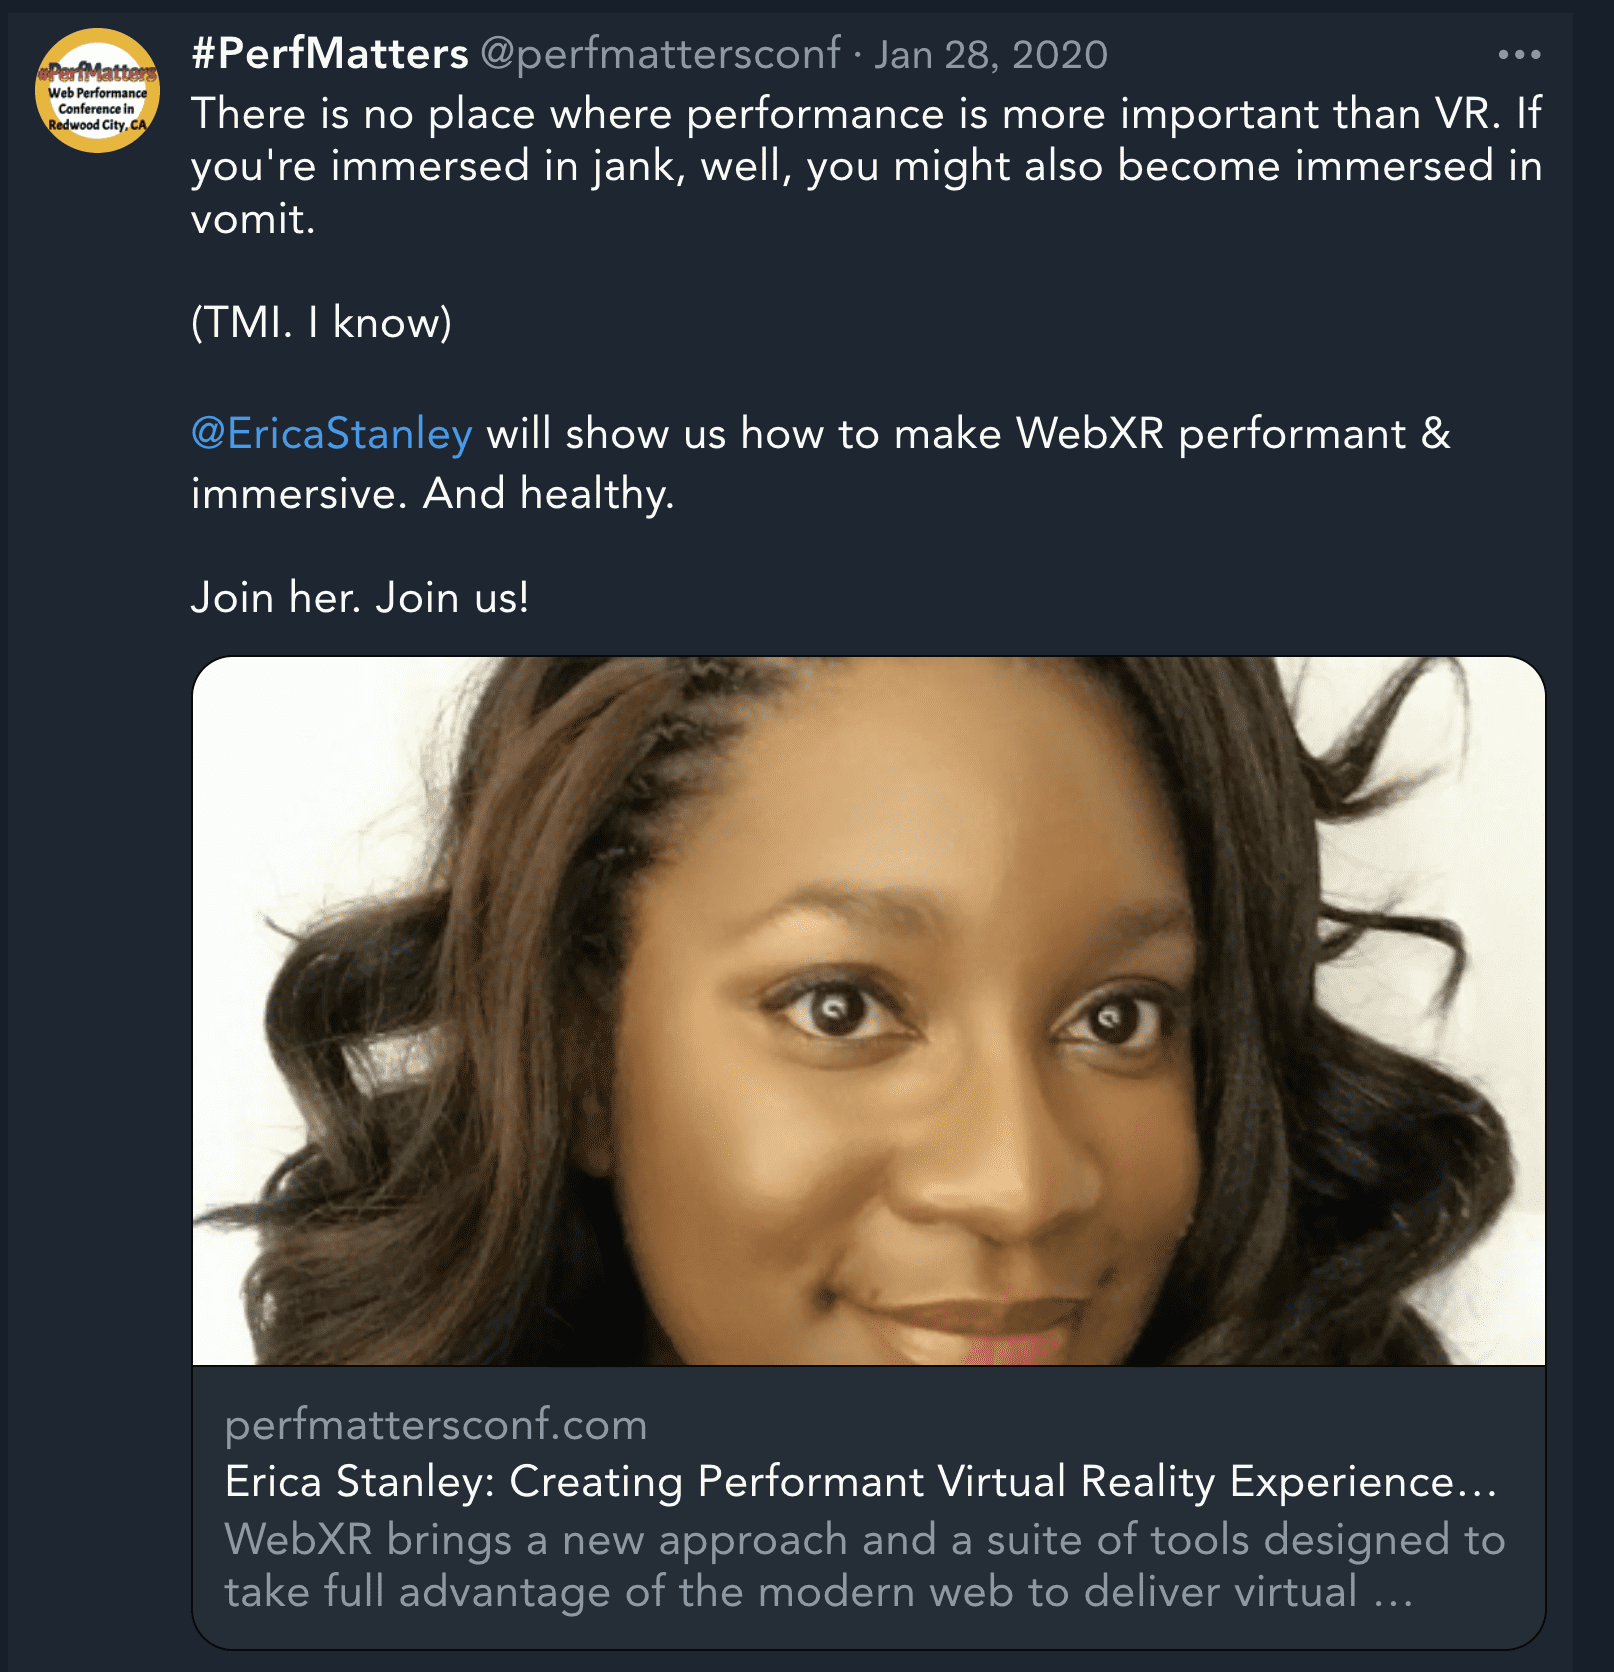 #PerfMatters @perfmattersconf · Jan 28, 2020
#PerfMatters
Web Performance
Conference in
Redwood City, CA
There is no place where performance is more important than VR. If
you're immersed in jank, well, you might also become immersed in
vomit.
(TMI. I know)
@EricaStanley will show us how to make WebXR performant &
immersive. And healthy.
Join her. Join us!
perfmattersconf.com
Erica Stanley: Creating Performant Virtual Reality Experience...
WebXR brings a new approach and a suite of tools designed to
take full advantage of the modern web to deliver virtual ...